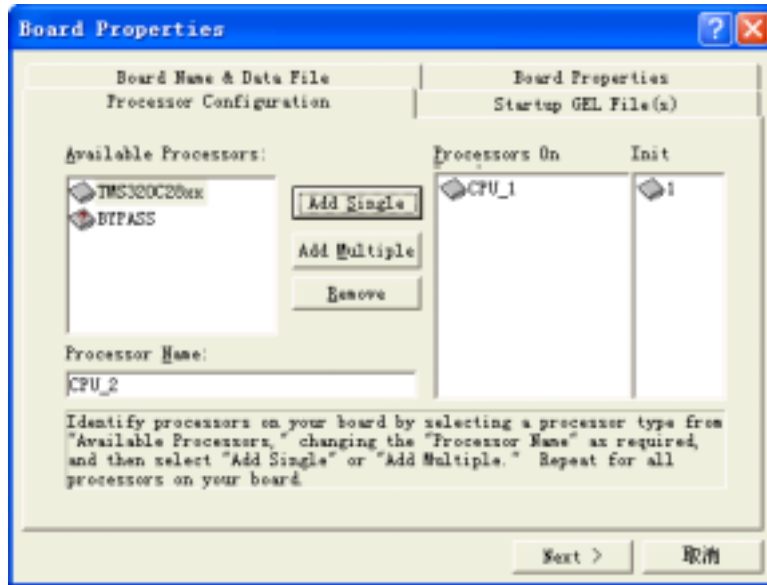 Board Properties
Board Name & Data File
Board Properties
Processor Configuration
Startup GEL File(s)
Available Processors:
Processors On
Init
TMS320C28xx
BYPASS
Add Single
Add Multiple
Remove
CPU_1
1
Processor Name:
CPU_2
Identify processors on your board by selecting a processor type from
"Available Processors," changing the "Processor Name" as required,
and then select "Add Single" or "Add Multiple." Repeat for all
processors on your board.
Next >
取消